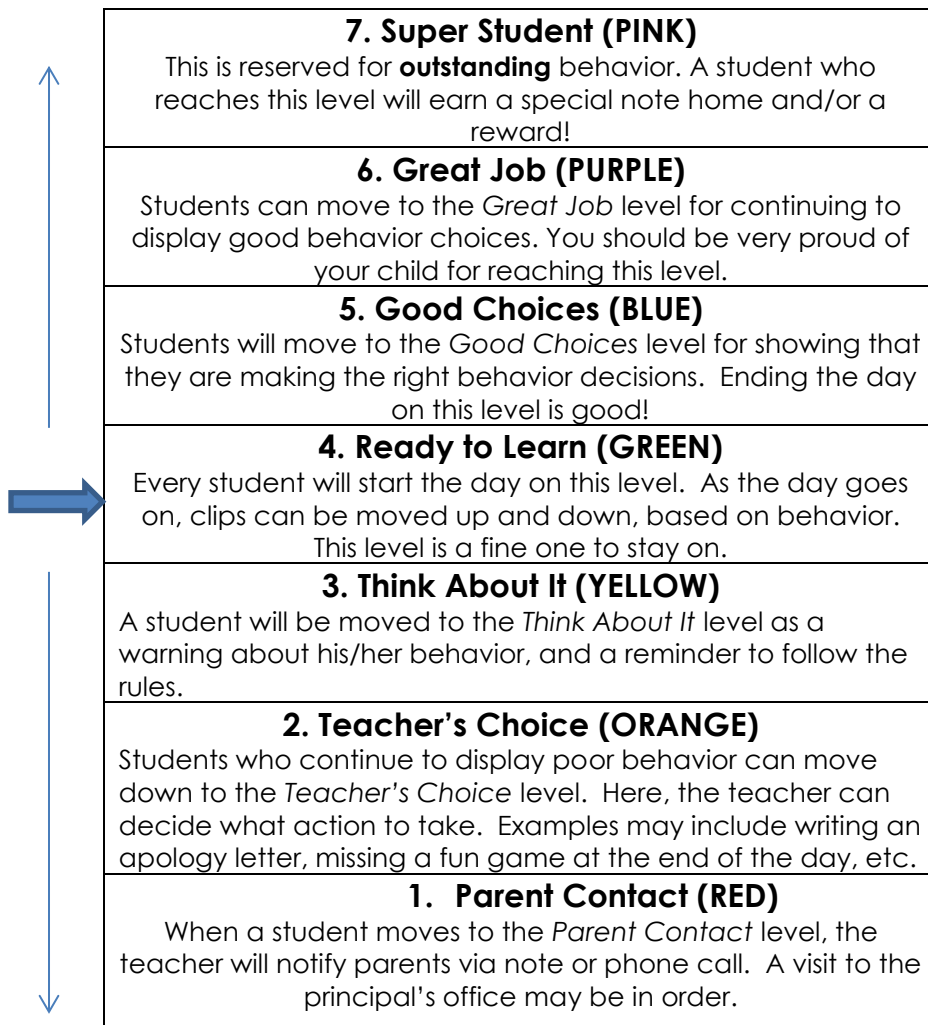 7. Super Student (PINK)
This is reserved for outstanding behavior. A student who
reaches this level will earn a special note home and/or a
reward!
6. Great Job (PURPLE)
Students can move to the Great Job level for continuing to
display good behavior choices. You should be very proud of
your child for reaching this level.
5. Good Choices (BLUE)
Students will move to the Good Choices level for showing that
they are making the right behavior decisions.  Ending the day
on this level is good!
4. Ready to Learn (GREEN)
Every student will start the day on this level.  As the day goes
on, clips can be moved up and down, based on behavior.
This level is a fine one to stay on.
3. Think About It (YELLOW)
A student will be moved to the Think About It level as a
warning about his/her behavior, and a reminder to follow the
rules.
2. Teacher’s Choice (ORANGE)
Students who continue to display poor behavior can move
down to the Teacher’s Choice level.  Here, the teacher can
decide what action to take.  Examples may include writing an
apology letter, missing a fun game at the end of the day, etc.
1.  Parent Contact (RED)
When a student moves to the Parent Contact level, the
teacher will notify parents via note or phone call.  A visit to the
principal’s office may be in order.